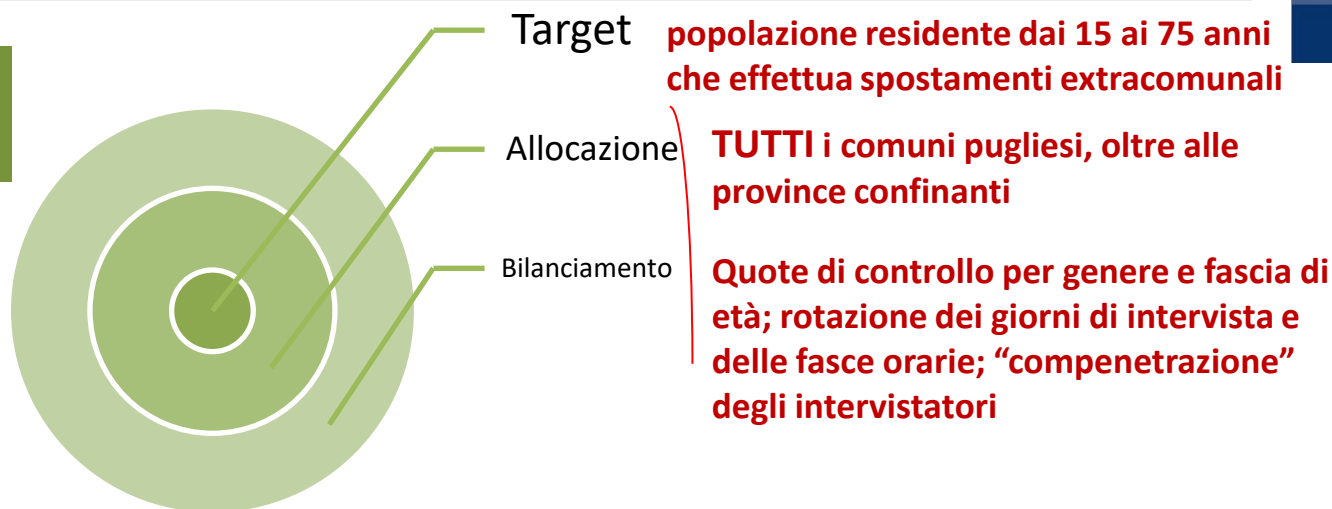 Target
popolazione residente dai 15 ai 75 anni
che effettua spostamenti extracomunali
Allocazione
TUTTI i comuni pugliesi, oltre alle
province confinanti
Bilanciamento
Quote di controllo per genere e fascia di
età; rotazione dei giorni di intervista e
delle fasce orarie; “compenetrazione”
degli intervistatori